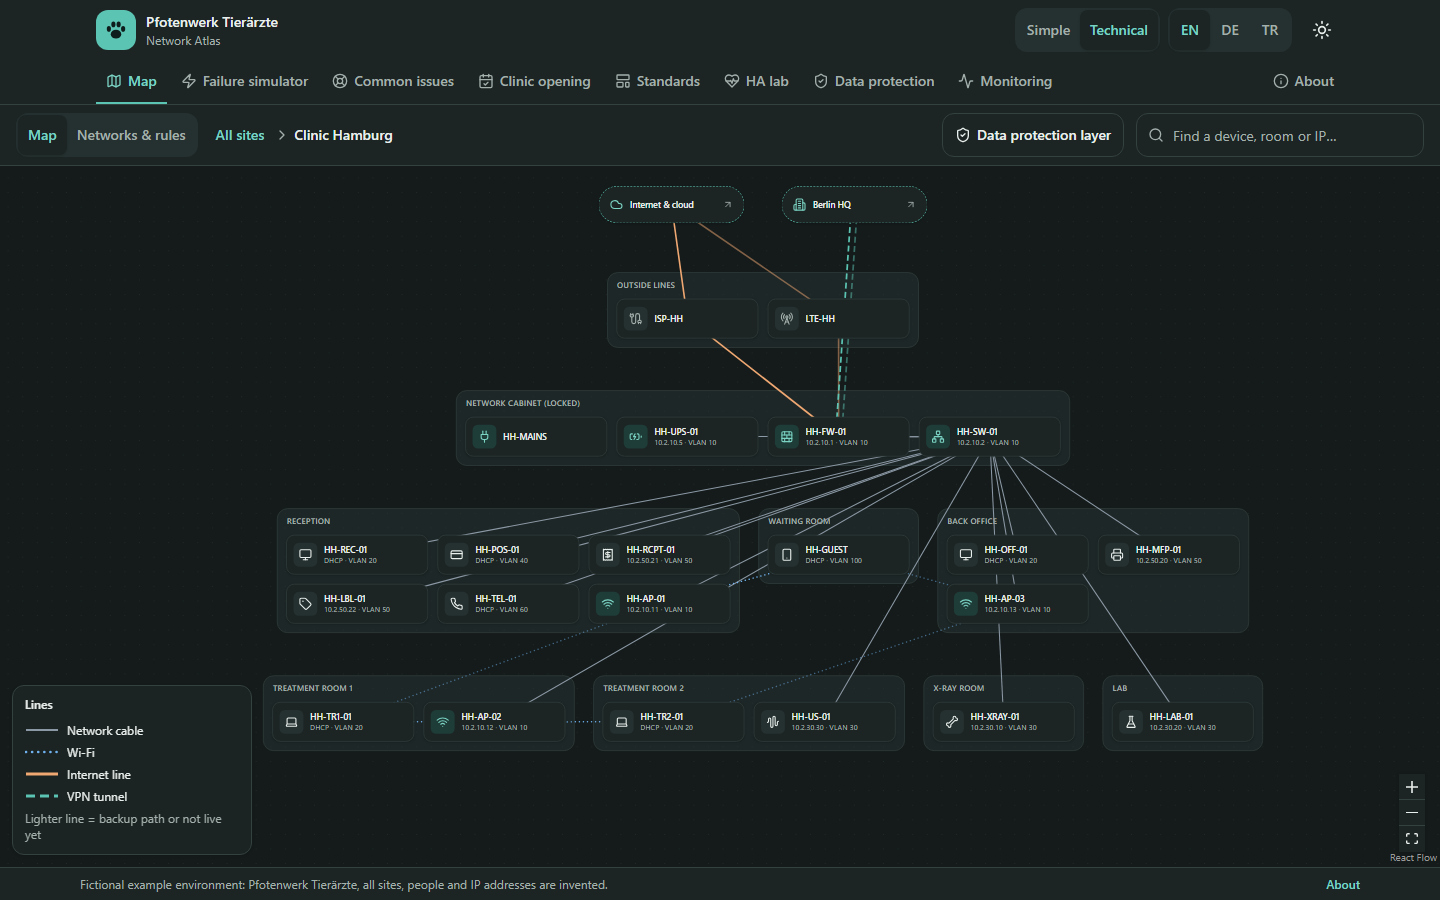 Pfotenwerk Tierärzte
Network Atlas
Simple
Technical
EN
DE
TR
Map
Failure simulator
Common issues
Clinic opening
Standards
HA lab
Data protection
Monitoring
About
Map
Networks & rules
All sites
Clinic Hamburg
Data protection layer
Find a device, room or IP...
Internet & cloud
Berlin HQ
OUTSIDE LINES
ISP-HH
LTE-HH
NETWORK CABINET (LOCKED)
HH-MAINS
HH-UPS-01
10.2.10.5 · VLAN 10
HH-FW-01
10.2.10.1 · VLAN 10
HH-SW-01
10.2.10.2 · VLAN 10
RECEPTION
HH-REC-01
DHCP · VLAN 20
HH-POS-01
DHCP · VLAN 40
HH-RCPT-01
10.2.50.21 · VLAN 50
HH-LBL-01
10.2.50.22 · VLAN 50
HH-TEL-01
DHCP · VLAN 60
HH-AP-01
10.2.10.11 · VLAN 10
WAITING ROOM
HH-GUEST
DHCP · VLAN 100
BACK OFFICE
HH-OFF-01
DHCP · VLAN 20
HH-MFP-01
10.2.50.20 · VLAN 50
HH-AP-03
10.2.10.13 · VLAN 10
TREATMENT ROOM 1
HH-TR1-01
DHCP · VLAN 20
HH-AP-02
10.2.10.12 · VLAN 10
TREATMENT ROOM 2
HH-TR2-01
DHCP · VLAN 20
HH-US-01
10.2.30.30 · VLAN 30
X-RAY ROOM
HH-XRAY-01
10.2.30.10 · VLAN 30
LAB
HH-LAB-01
10.2.30.20 · VLAN 30
Lines
Network cable
Wi-Fi
Internet line
VPN tunnel
Lighter line = backup path or not live
yet
React Flow
Fictional example environment: Pfotenwerk Tierärzte, all sites, people and IP addresses are invented.
About